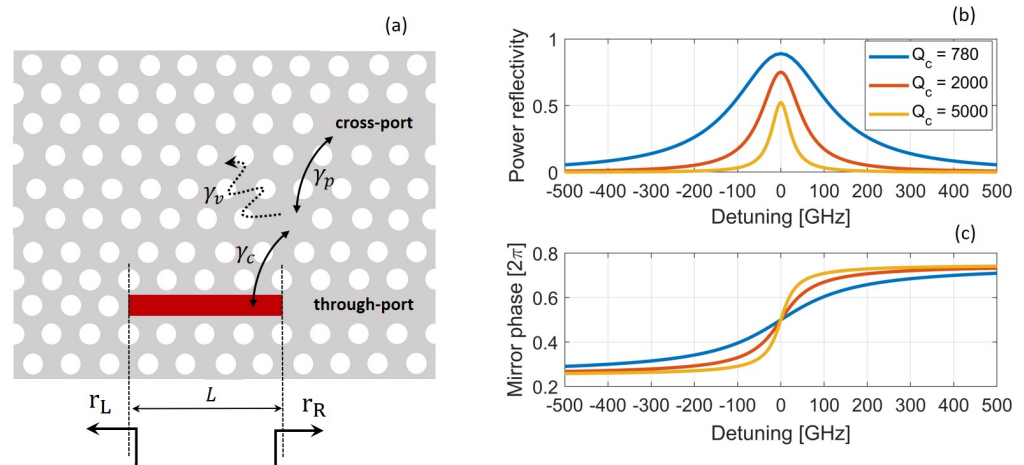 (a)
cross-port
γp
γv
γc
through-port
rL
L
rR
(b)
Power reflectivity
1
0.5
0
Qc = 780
Qc = 2000
Qc = 5000
-500 -400 -300 -200 -100 0 100 200 300 400 500
Detuning [GHz]
(c)
Mirror phase [2π]
0.8
0.6
0.4
0.2
-500 -400 -300 -200 -100 0 100 200 300 400 500
Detuning [GHz]